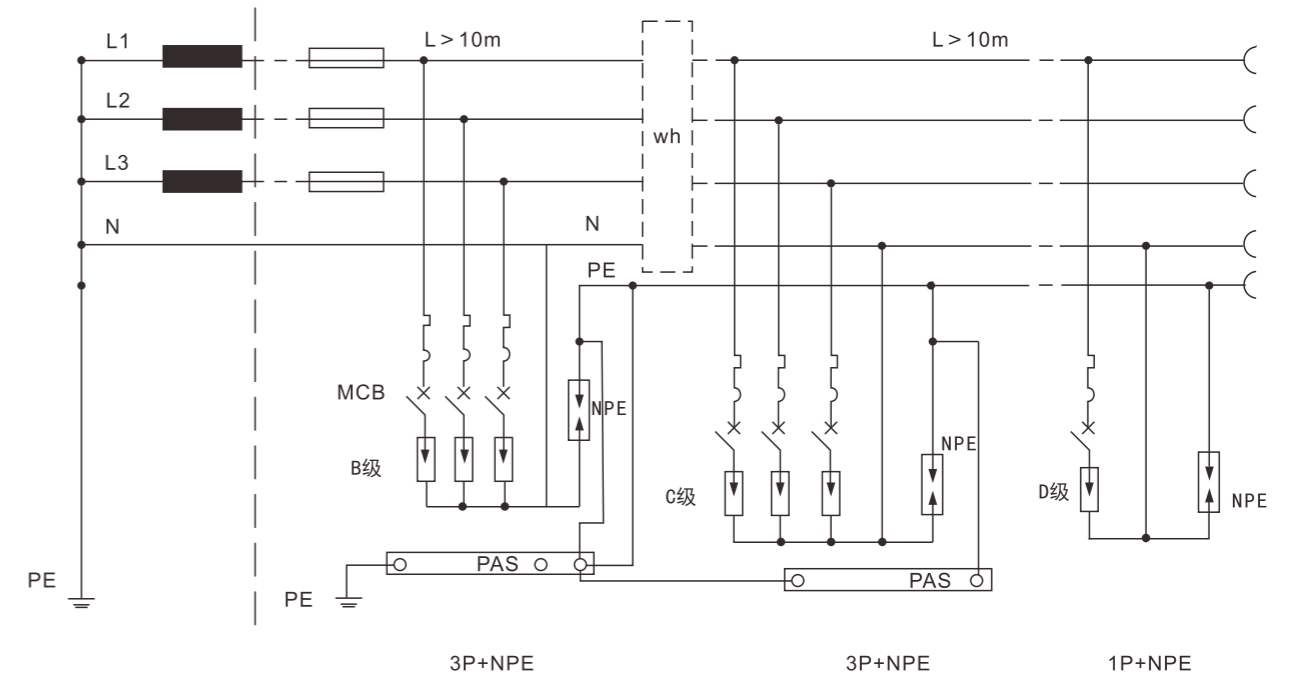 L1
L>10m
L>10m
L2
wh
L3
N
N
PE
MCB
NPE
B级
NPE
C级
D级
NPE
PAS
PAS
PE
PE
3P+NPE
3P+NPE
1P+NPE